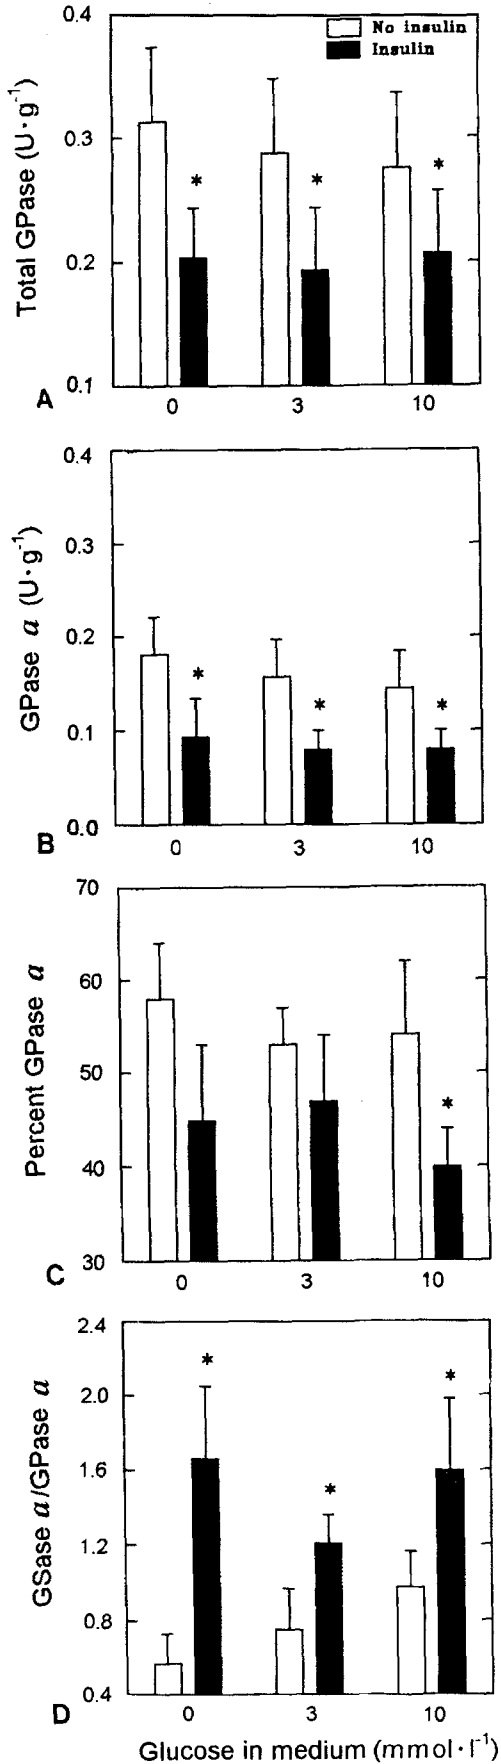 0.4
No insulin
Insulin
Total GPase (U·g⁻¹)
0.3
*
*
*
0.2
0.1
A
0 3 10
0.4
GPase a (U·g⁻¹)
0.3
0.2
*
*
*
0.1
0.0
B
0 3 10
70
Percent GPase a
60
50
*
40
30
C
0 3 10
2.4
GSase a/GPase a
*
*
2.0
1.6
*
1.2
0.8
0.4
D
0 3 10
Glucose in medium (mmol·l⁻¹)